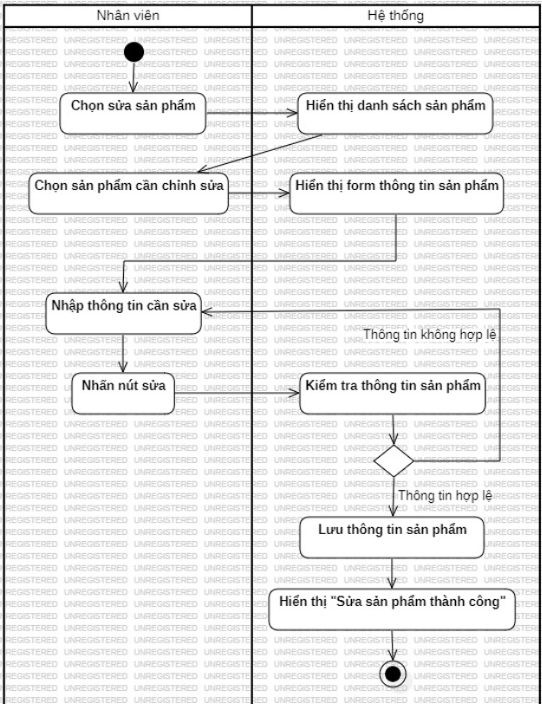 Nhân viên
Hệ thống
Chọn sửa sản phẩm
Hiển thị danh sách sản phẩm
Chọn sản phẩm cần chỉnh sửa
Hiển thị form thông tin sản phẩm
Nhập thông tin cần sửa
Thông tin không hợp lệ
Nhấn nút sửa
Kiểm tra thông tin sản phẩm
Thông tin hợp lệ
Lưu thông tin sản phẩm
Hiển thị "Sửa sản phẩm thành công"